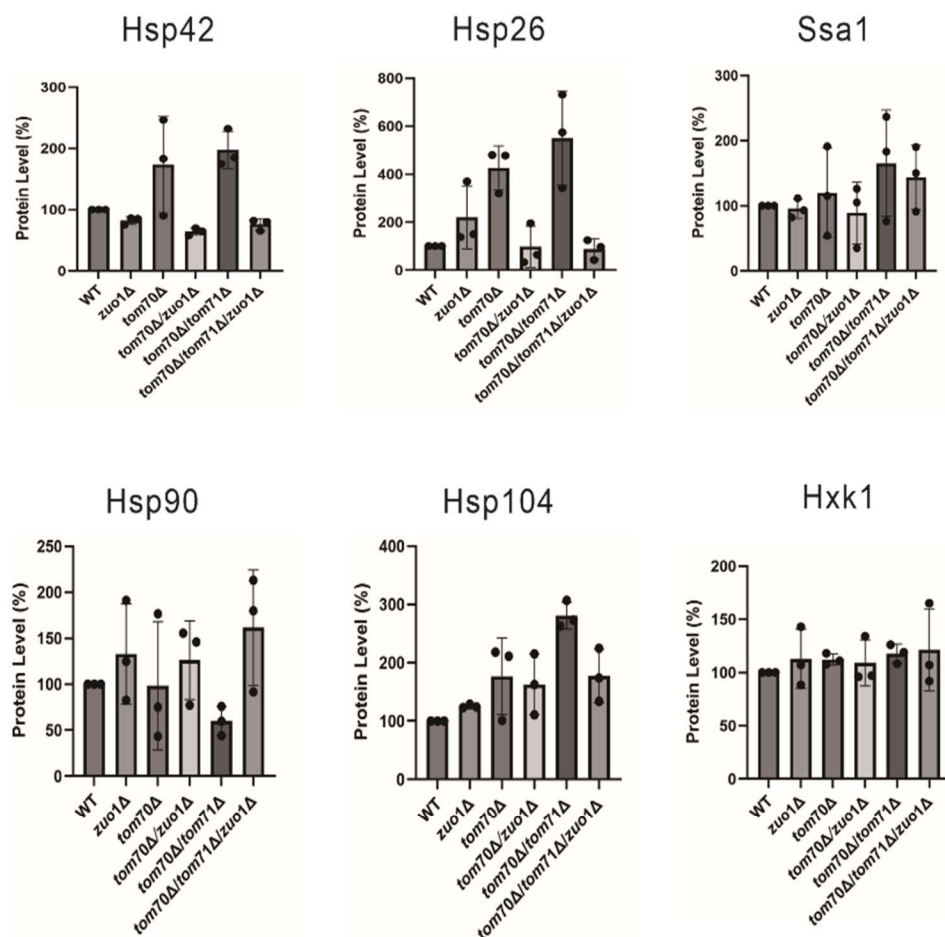 Hsp42
Hsp26
Ssa1
Protein Level (%)
300
200
100
0
WT
zuo1Δ
tom70Δ
tom70Δ/zuo1Δ
tom70Δ/tom71Δ
tom70Δ/tom71Δ/zuo1Δ
Protein Level (%)
800
600
400
200
0
WT
zuo1Δ
tom70Δ
tom70Δ/zuo1Δ
tom70Δ/tom71Δ
tom70Δ/tom71Δ/zuo1Δ
Protein Level (%)
300
200
100
0
WT
zuo1Δ
tom70Δ
tom70Δ/zuo1Δ
tom70Δ/tom71Δ
tom70Δ/tom71Δ/zuo1Δ
Hsp90
Hsp104
Hxk1
Protein Level (%)
250
200
150
100
50
0
WT
zuo1Δ
tom70Δ
tom70Δ/zuo1Δ
tom70Δ/tom71Δ
tom70Δ/tom71Δ/zuo1Δ
Protein Level (%)
400
300
200
100
0
WT
zuo1Δ
tom70Δ
tom70Δ/zuo1Δ
tom70Δ/tom71Δ
tom70Δ/tom71Δ/zuo1Δ
Protein Level (%)
200
150
100
50
0
WT
zuo1Δ
tom70Δ
tom70Δ/zuo1Δ
tom70Δ/tom71Δ
tom70Δ/tom71Δ/zuo1Δ